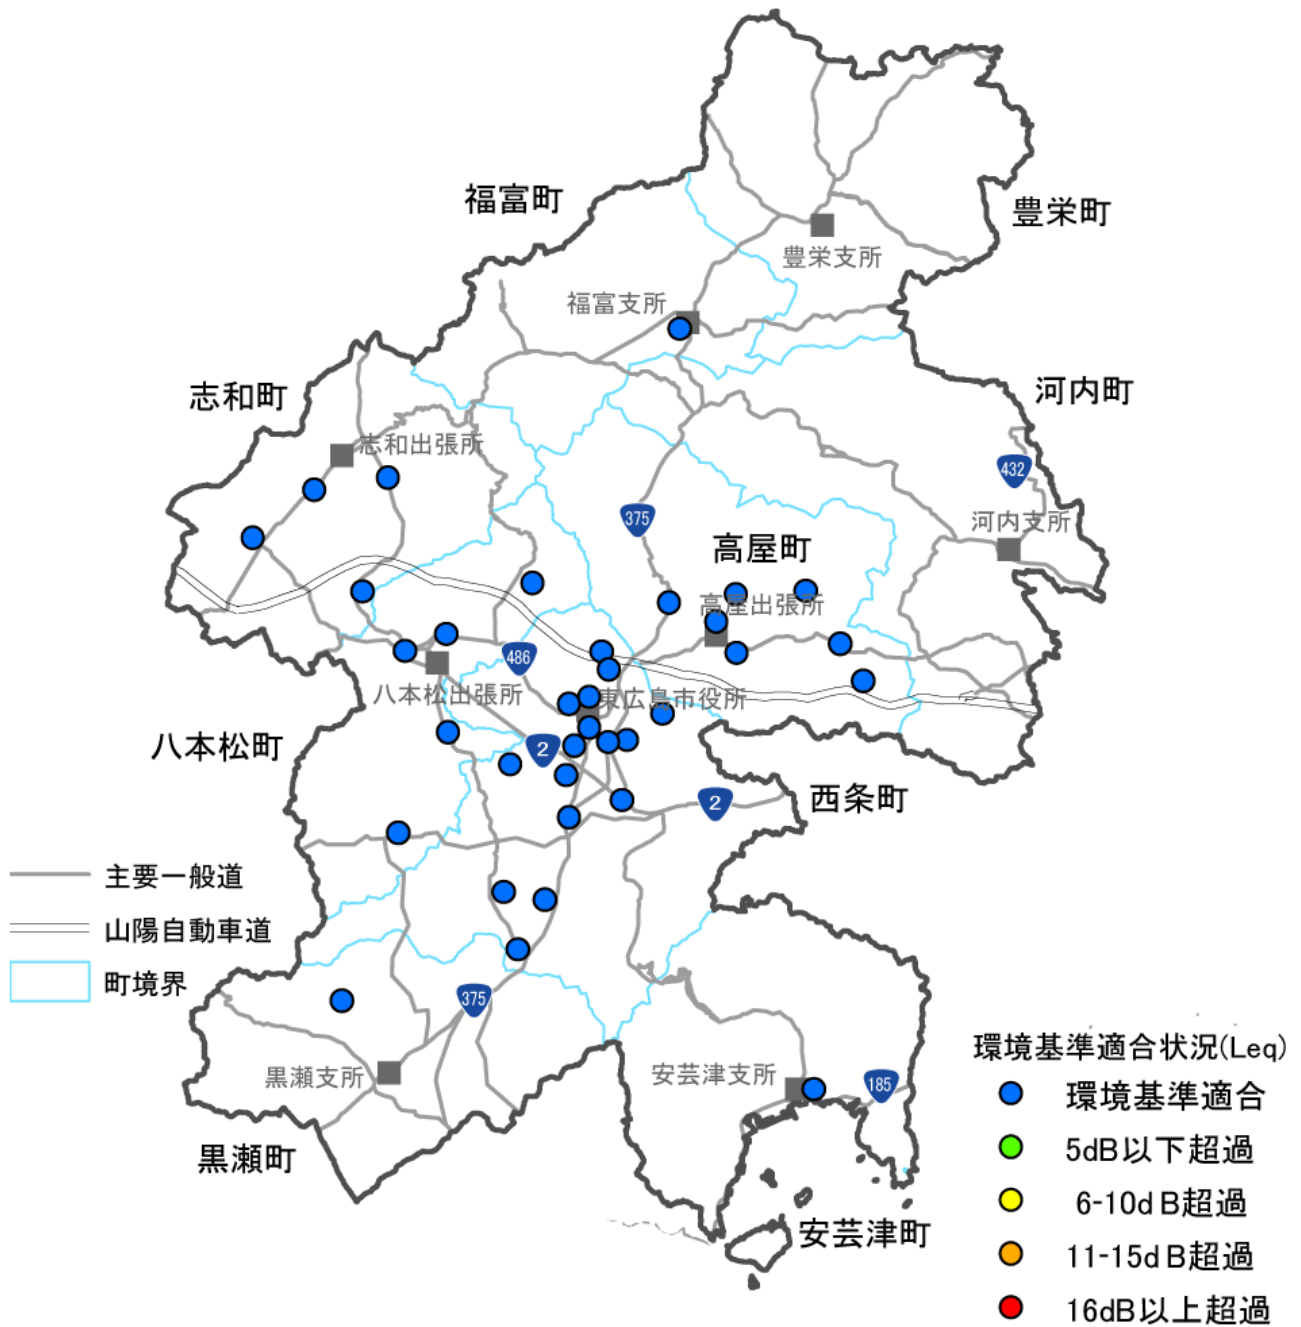 福富町
豊栄町
豊栄支所
福富支所
志和町
河内町
志和出張所
432
375
河内支所
高屋町
高屋出張所
486
八本松出張所
東広島市役所
八本松町
2
2
西条町
主要一般道
山陽自動車道
町境界
375
環境基準適合状況(Leq)
黒瀬支所
安芸津支所
185
環境基準適合
黒瀬町
5dB以下超過
6-10dB超過
安芸津町
11-15dB超過
16dB以上超過